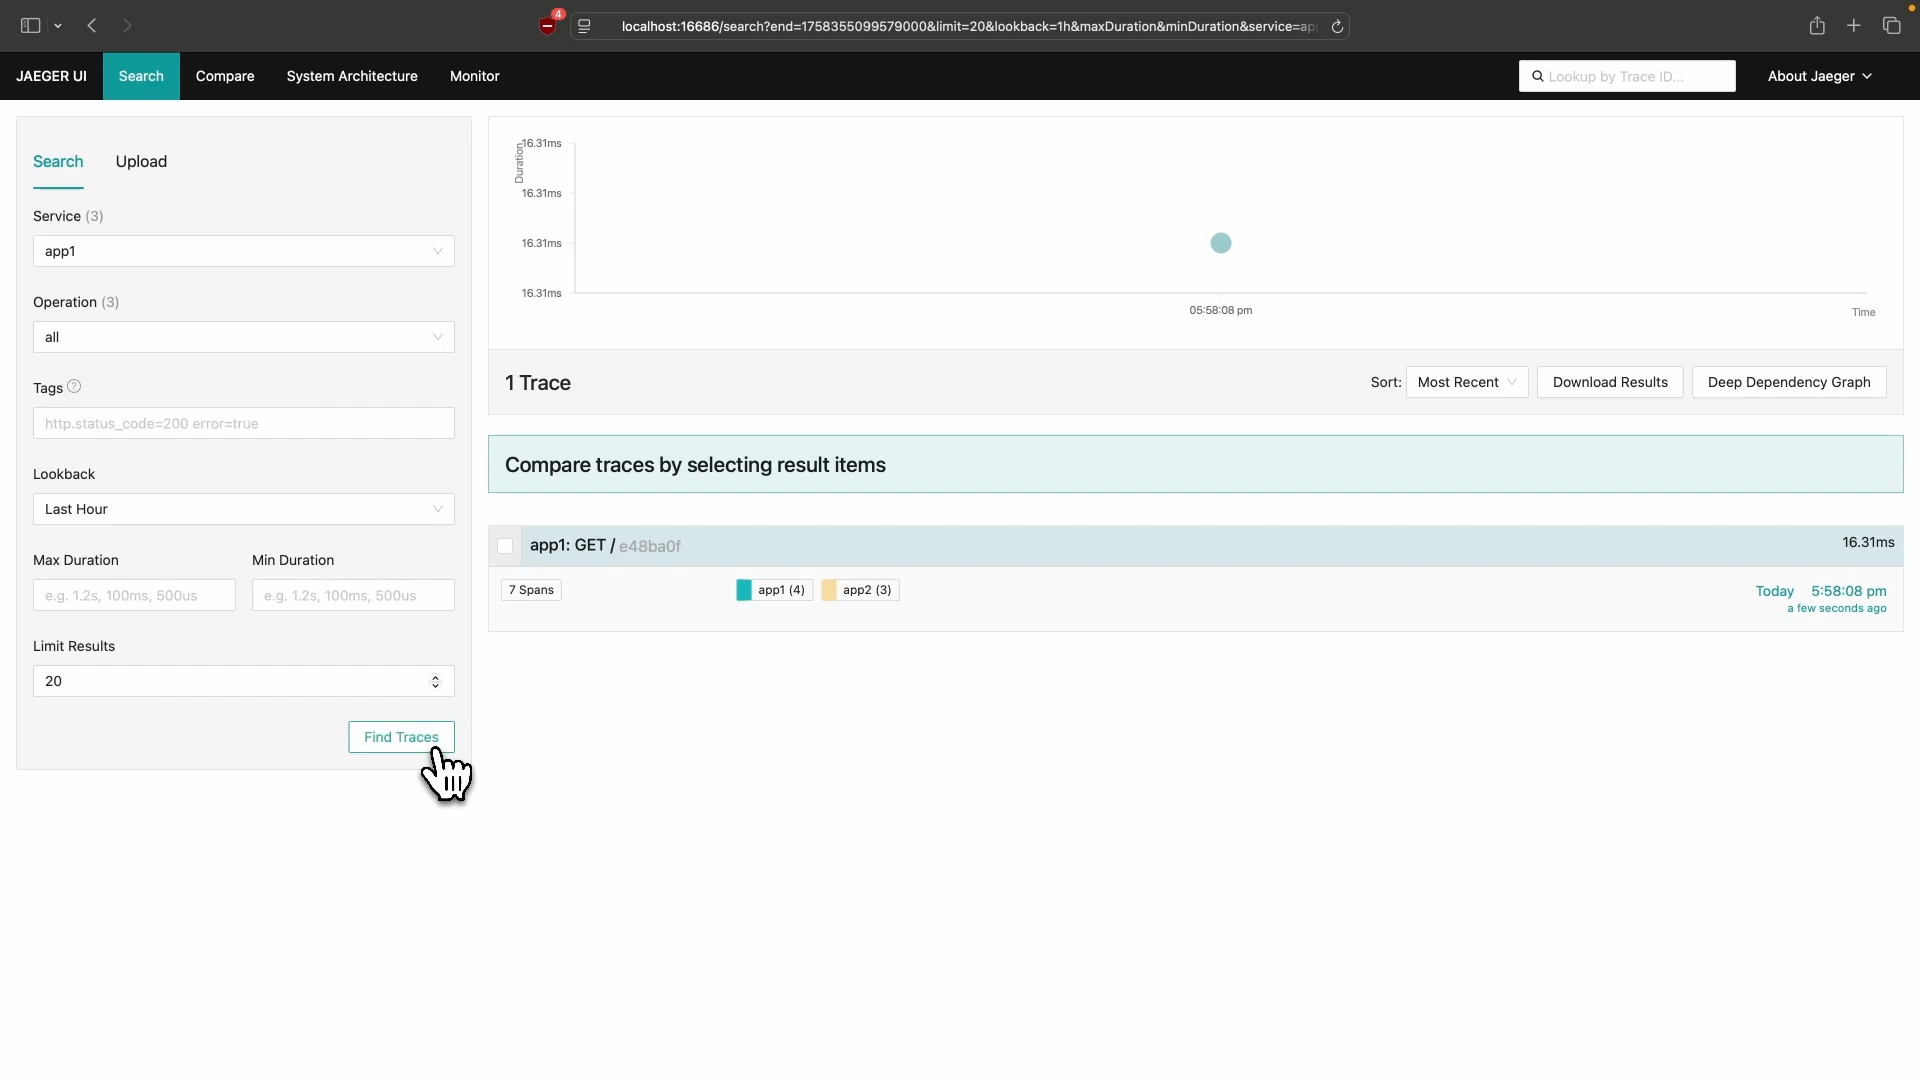 4
localhost:16686/search?end=1758355099579000&limit=20&lookback=1h&maxDuration&minDuration&service=ap
JAEGER UI
Search
Compare
System Architecture
Monitor
Lookup by Trace ID...
About Jaeger
Search
Upload
Service (3)
app1
Operation (3)
all
Tags
http.status_code=200 error=true
Lookback
Last Hour
Max Duration
Min Duration
e.g. 1.2s, 100ms, 500us
e.g. 1.2s, 100ms, 500us
Limit Results
20
Find Traces
Duration
16.31ms
16.31ms
16.31ms
16.31ms
05:58:08 pm
Time
1 Trace
Sort:
Most Recent
Download Results
Deep Dependency Graph
Compare traces by selecting result items
app1: GET / e48ba0f
16.31ms
7 Spans
app1 (4)
app2 (3)
Today
5:58:08 pm
a few seconds ago